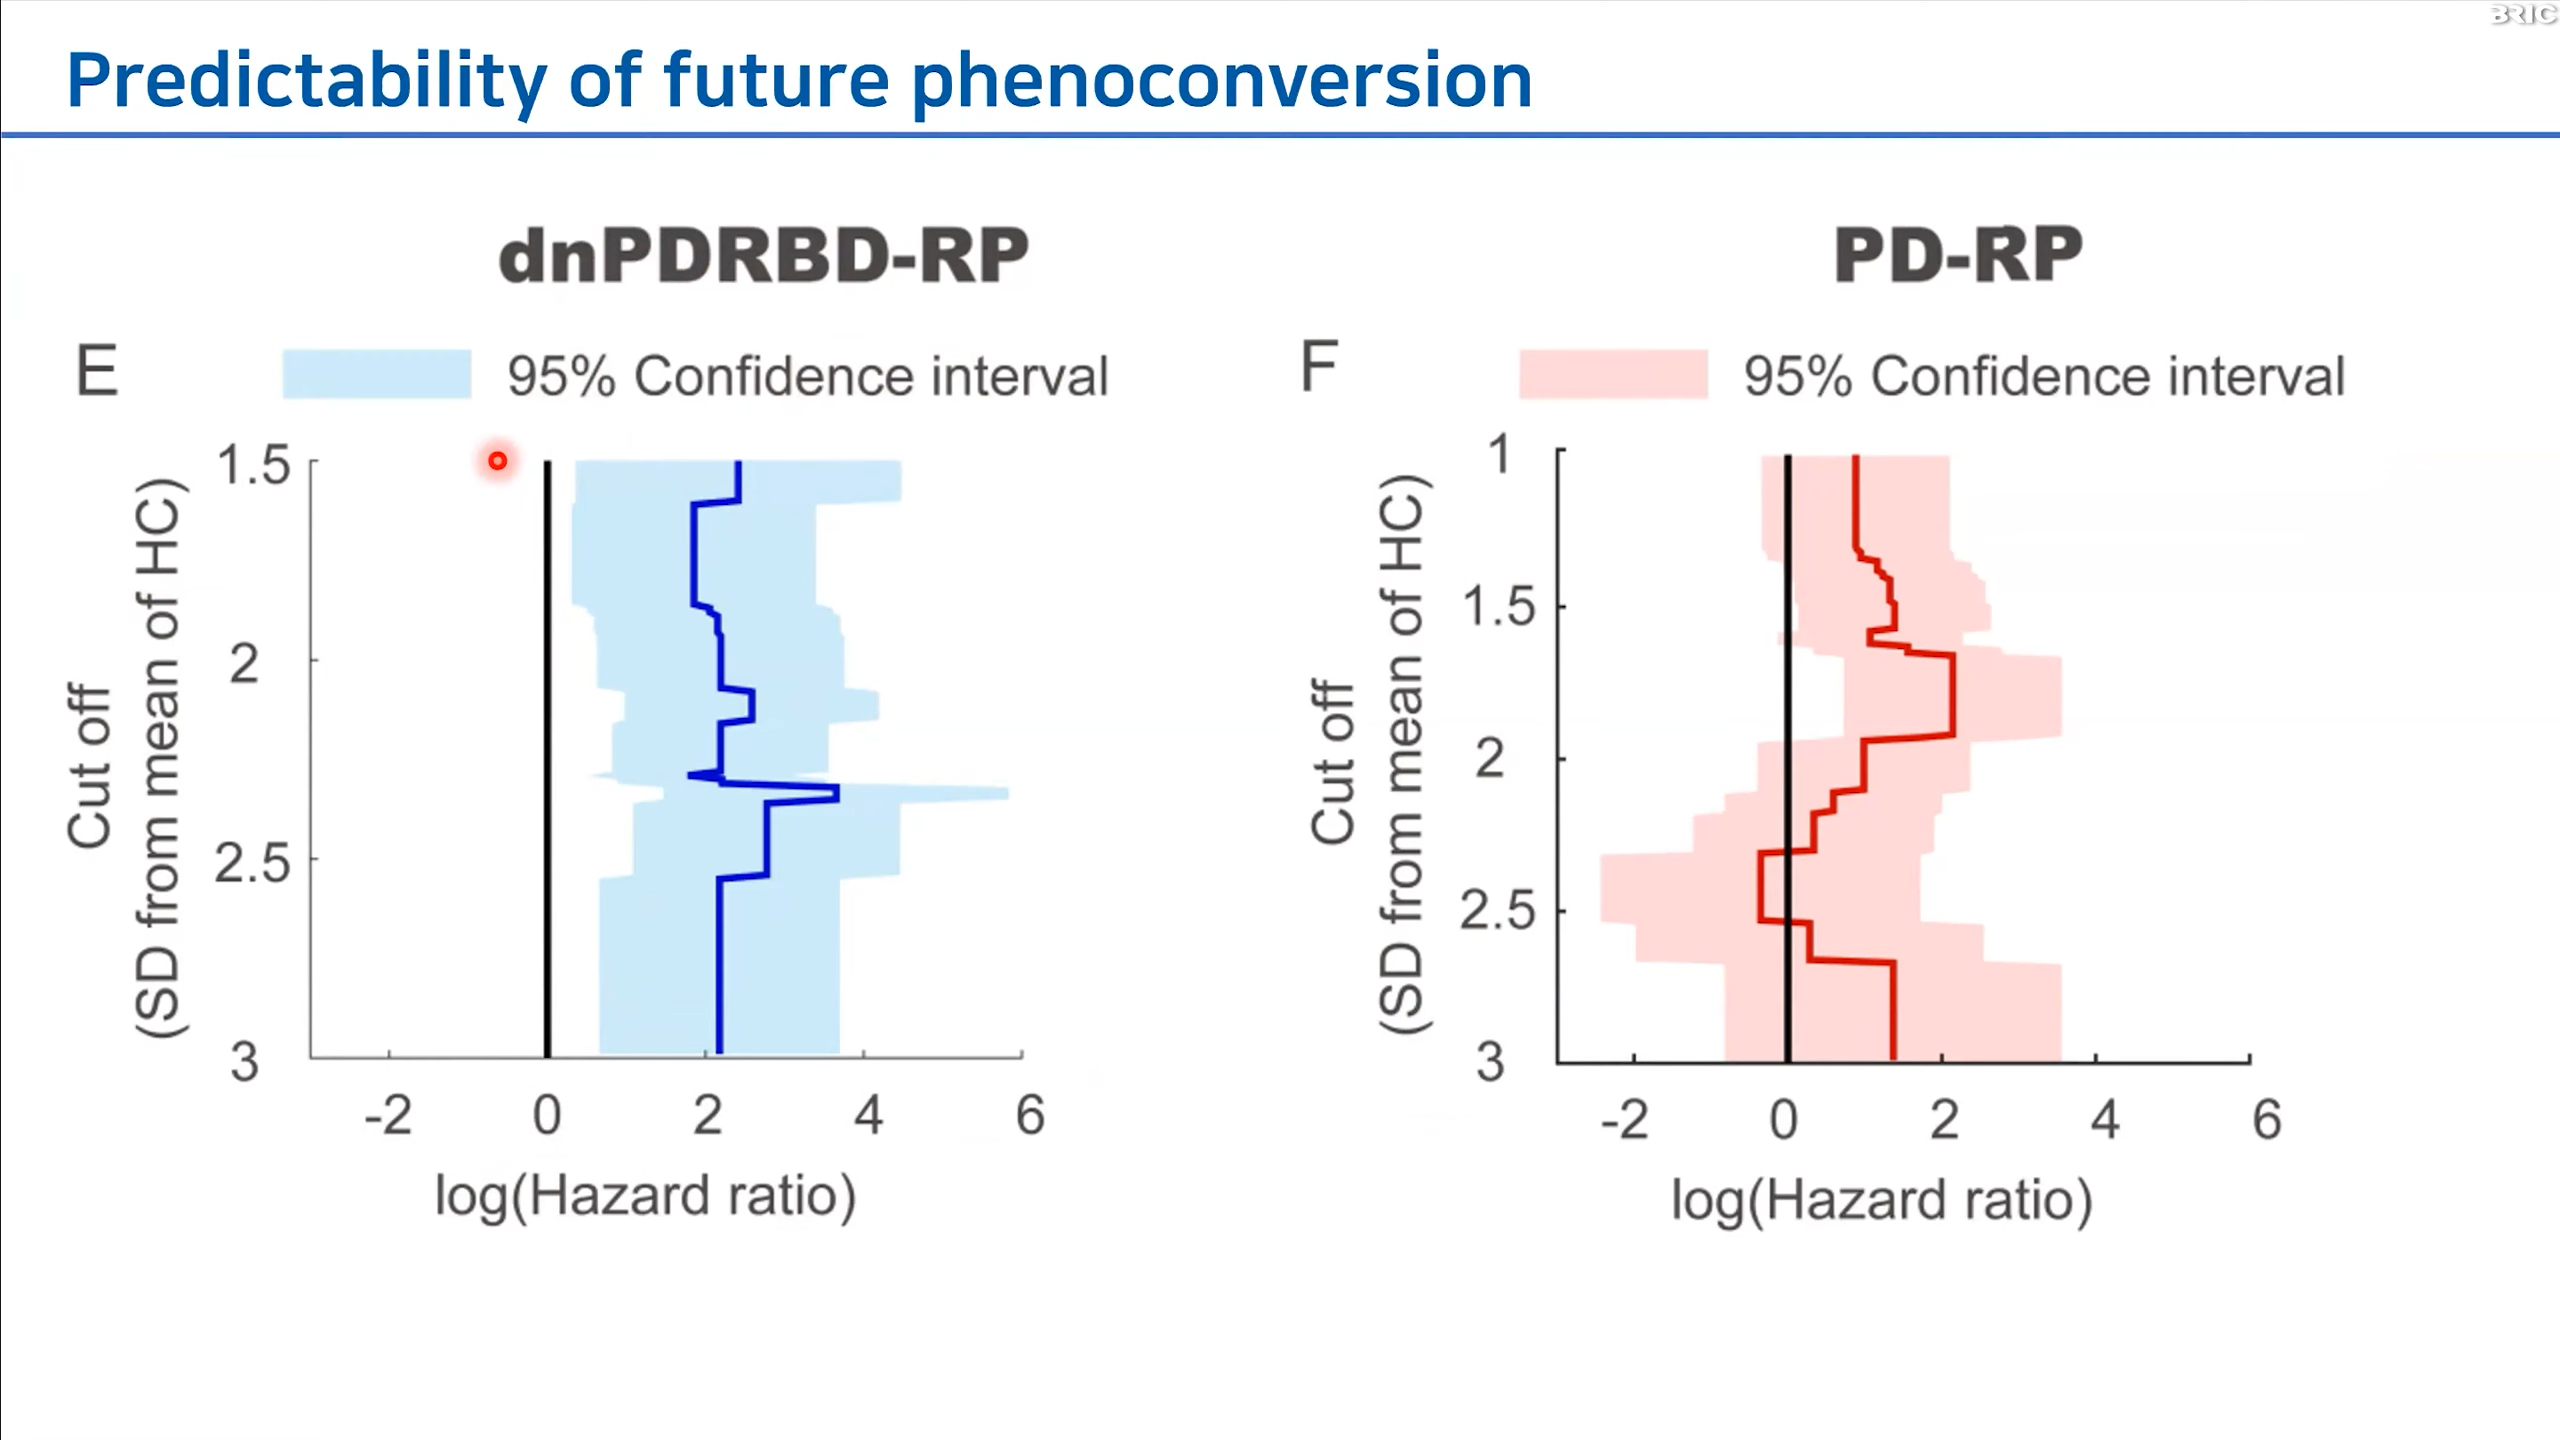 BRIC
Predictability of future phenoconversion
dnPDRBD-RP
E
95% Confidence interval
1.5
2
2.5
3
Cut off
(SD from mean of HC)
-2 0 2 4 6
log(Hazard ratio)
PD-RP
F
95% Confidence interval
1
1.5
2
2.5
3
Cut off
(SD from mean of HC)
-2 0 2 4 6
log(Hazard ratio)